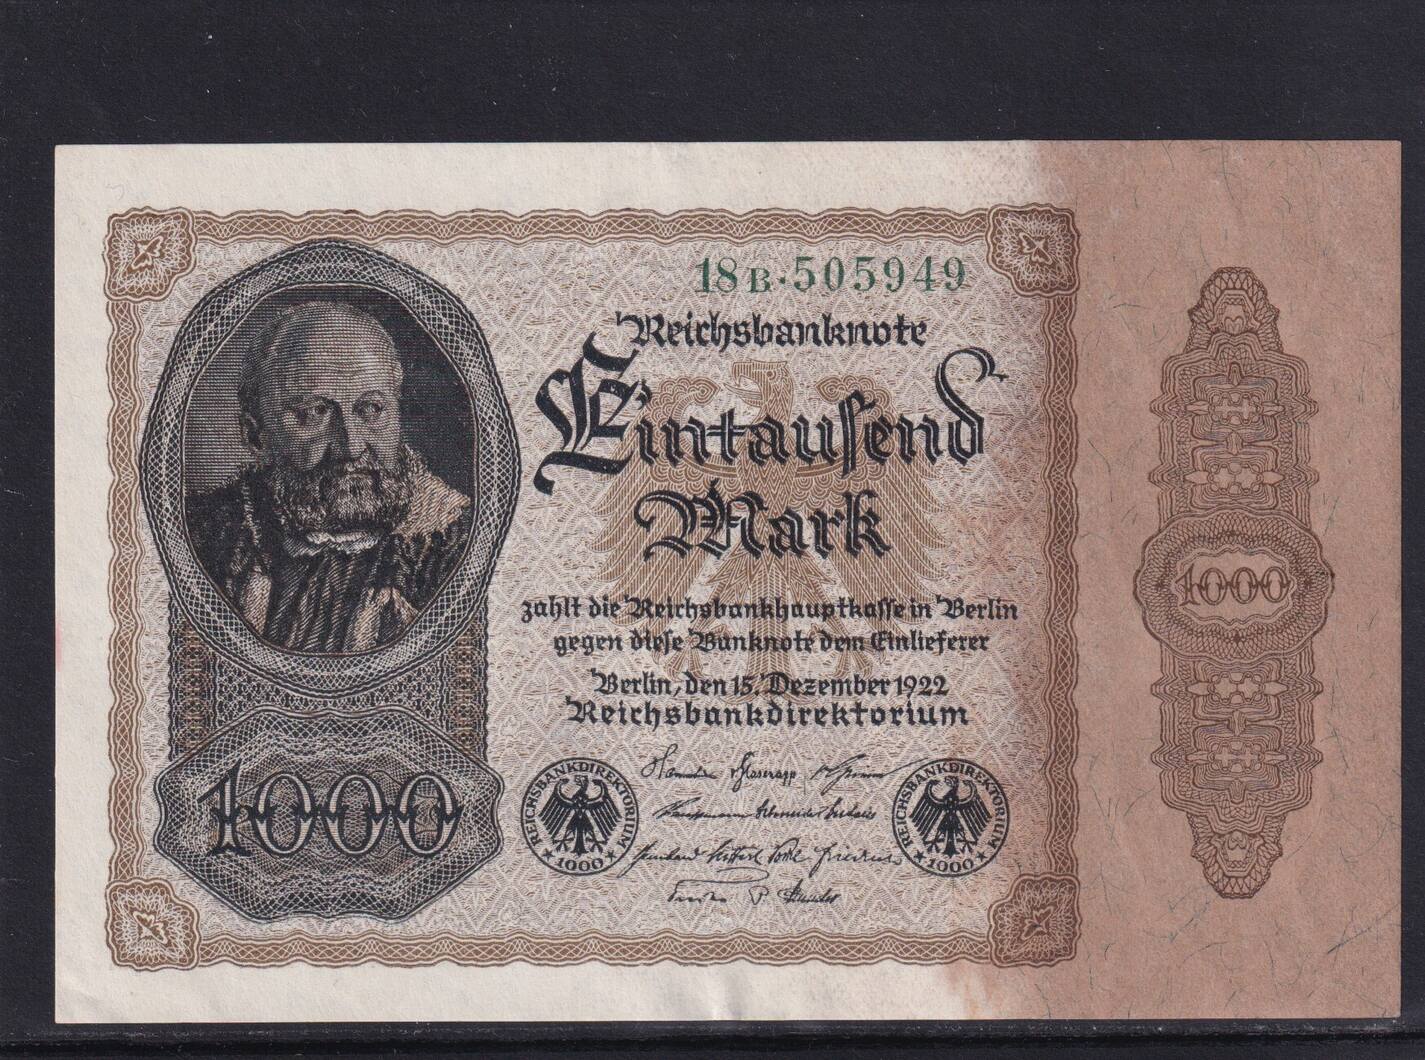 18B·505949
Reichsbanknote
Eintausend
Mark
zahlt die Reichsbankhauptkasse in Berlin
gegen diese Banknote dem Einlieferer
Berlin, den 15. Dezember 1922
Reichsbankdirektorium
1000
1000
REICHSBANKDIREKTORIUM
★ 1000 ★
REICHSBANKDIREKTORIUM
★ 1000 ★